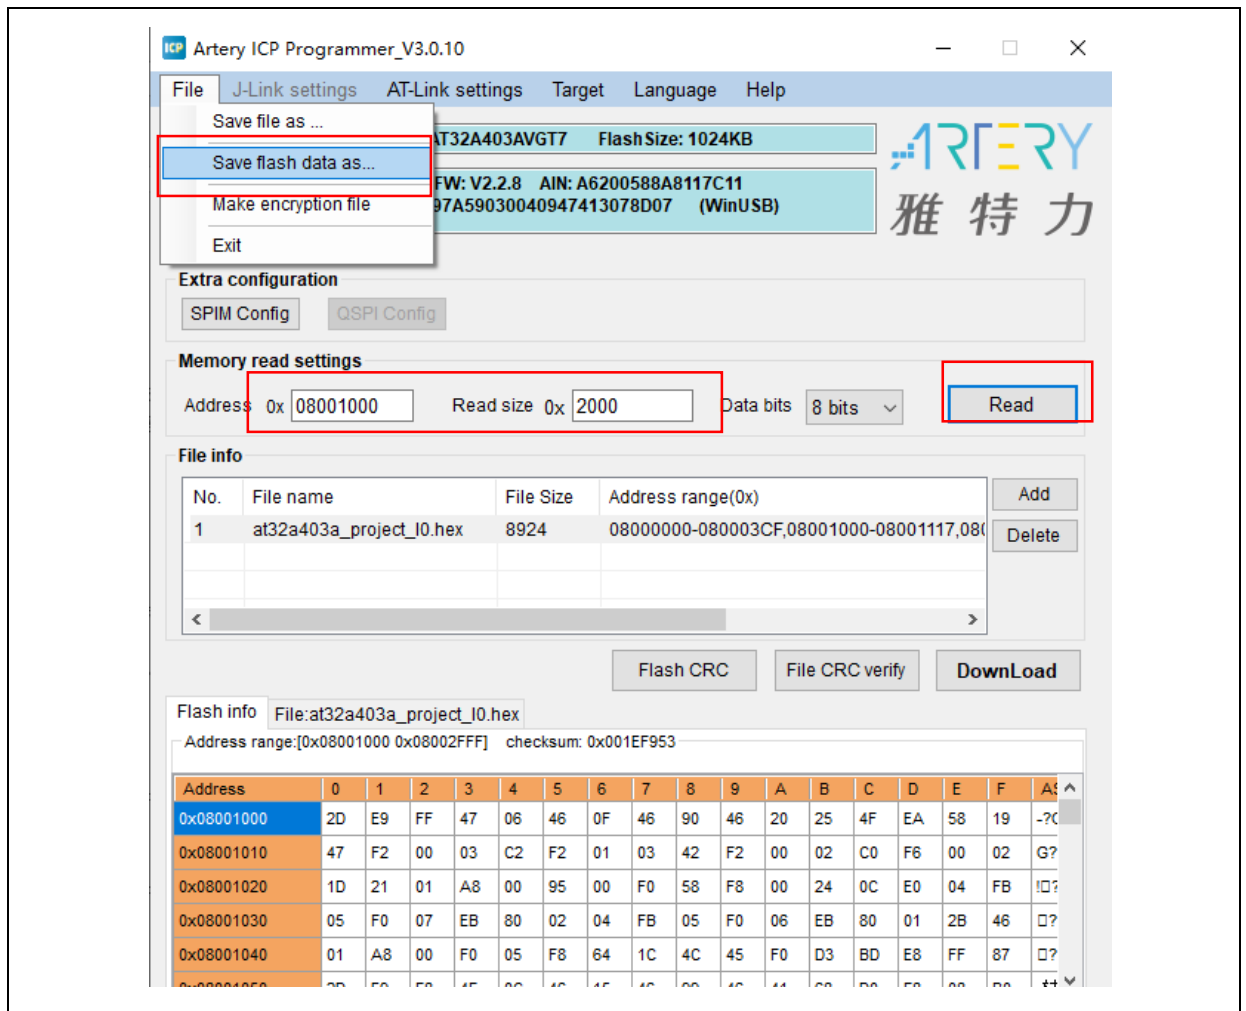 Artery ICP Programmer_V3.0.10
File J-Link settings AT-Link settings Target Language Help
Save file as ...
Save flash data as...
Make encryption file
Exit
AT32A403AVGT7 FlashSize: 1024KB
FW: V2.2.8 AIN: A6200588A8117C11
97A59030040947413078D07 (WinUSB)
ARTERY
雅特力
Extra configuration
SPIM Config QSPI Config
Memory read settings
Address 0x 08001000 Read size 0x 2000 Data bits 8 bits Read
File info
No. File name File Size Address range(0x)
1 at32a403a_project_l0.hex 8924 08000000-080003CF,08001000-08001117,080
Add
Delete
Flash CRC File CRC verify DownLoad
Flash info File:at32a403a_project_l0.hex
Address range:[0x08001000 0x08002FFF] checksum: 0x001EF953
Address 0 1 2 3 4 5 6 7 8 9 A B C D E F AS
0x08001000 2D E9 FF 47 06 46 0F 46 90 46 20 25 4F EA 58 19 -?G
0x08001010 47 F2 00 03 C2 F2 01 03 42 F2 00 02 C0 F6 00 02 G?
0x08001020 1D 21 01 A8 00 95 00 F0 58 F8 00 24 0C E0 04 FB !□?
0x08001030 05 F0 07 EB 80 02 04 FB 05 F0 06 EB 80 01 2B 46 □?
0x08001040 01 A8 00 F0 05 F8 64 1C 4C 45 F0 D3 BD E8 FF 87 □?